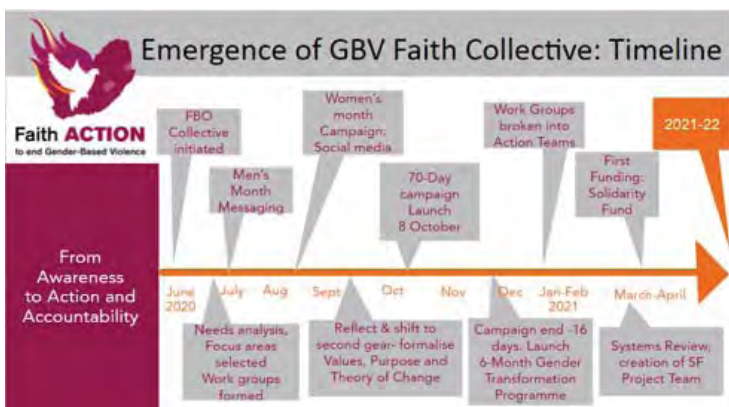 Emergence of GBV Faith Collective: Timeline
Faith ACTION
to end Gender-Based Violence
From
Awareness
to Action and
Accountability
FBO
Collective
initiated
Men's
Month
Messaging
Women's
month
Campaign:
Social media
70-Day
campaign
Launch
8 October
Work Groups
broken into
Action Teams
First
Funding:
Solidarity
Fund
2021-22
June
2020
July
Aug
Sept
Oct
Nov
Dec
Jan-Feb
2021
March-April
Needs analysis,
Focus areas
selected
Work groups
formed
Reflect & shift to
second gear- formalise
Values, Purpose and
Theory of Change
Campaign end -16
days. Launch
6-Month Gender
Transformation
Programme
Systems Review,
creation of SF
Project Team